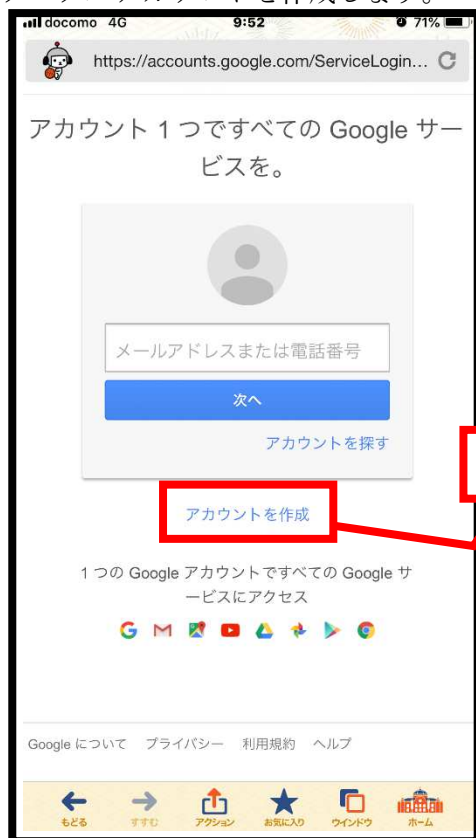 docomo 4G 9:52 71%
https://accounts.google.com/ServiceLogin...
アカウント 1 つですべての Google サー
ビスを。
メールアドレスまたは電話番号
次へ
アカウントを探す
アカウントを作成
1 つの Google アカウントですべての Google サ
ービスにアクセス
Google について プライバシー 利用規約 ヘルプ
もどる すすむ アクション お気に入り ウインドウ ホーム